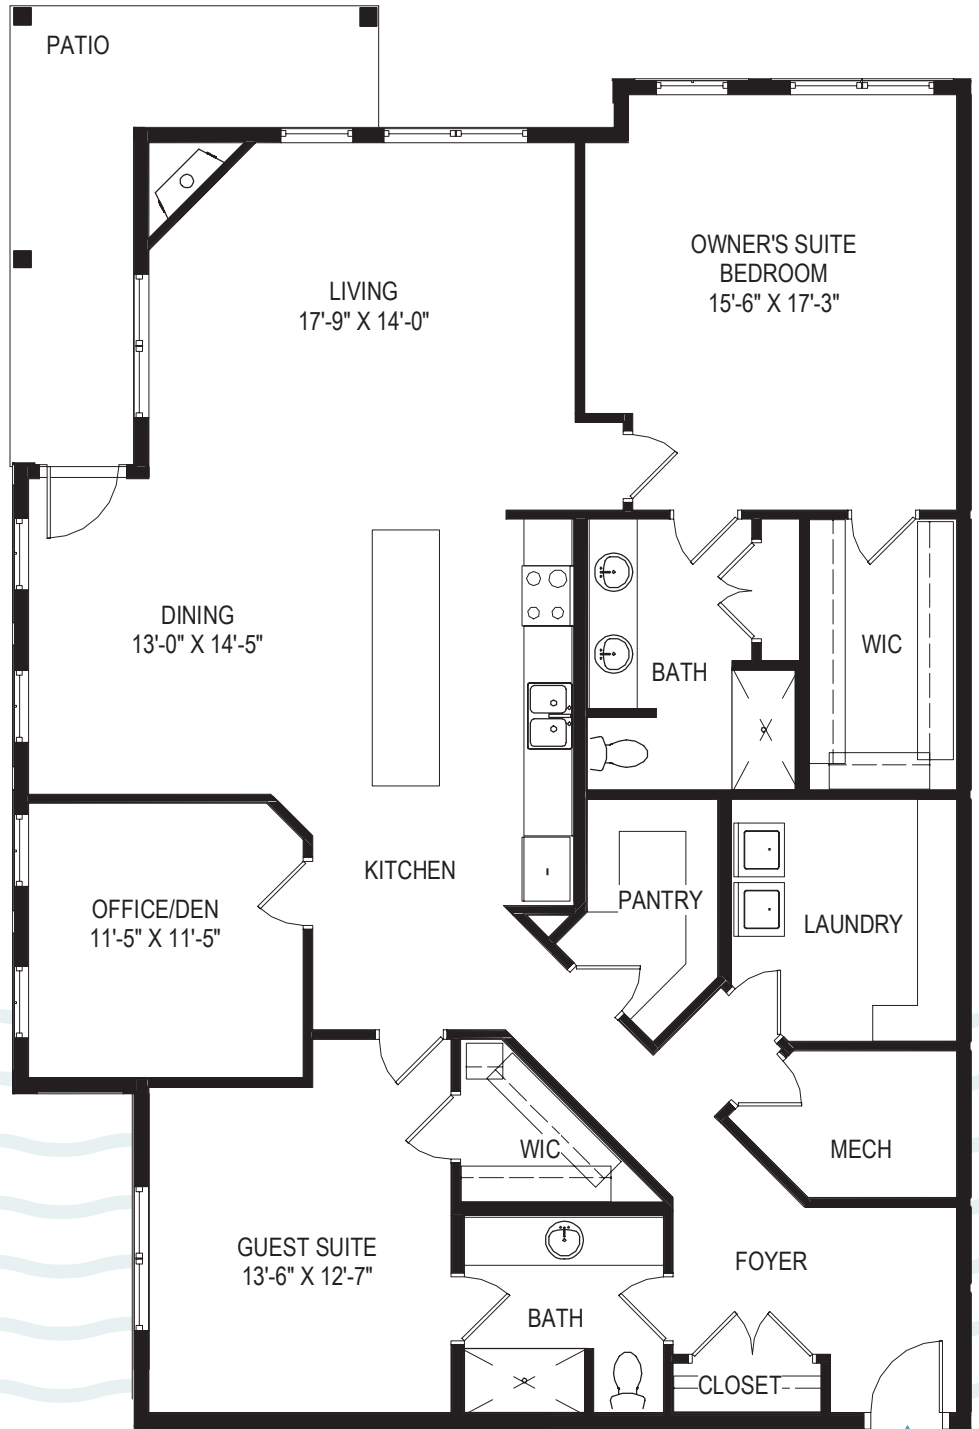 PATIO
OWNER'S SUITE
BEDROOM
15'-6" X 17'-3"
LIVING
17'-9" X 14'-0"
DINING
13'-0" X 14'-5"
BATH
WIC
KITCHEN
PANTRY
LAUNDRY
OFFICE/DEN
11'-5" X 11'-5"
WIC
MECH
GUEST SUITE
13'-6" X 12'-7"
FOYER
BATH
CLOSET